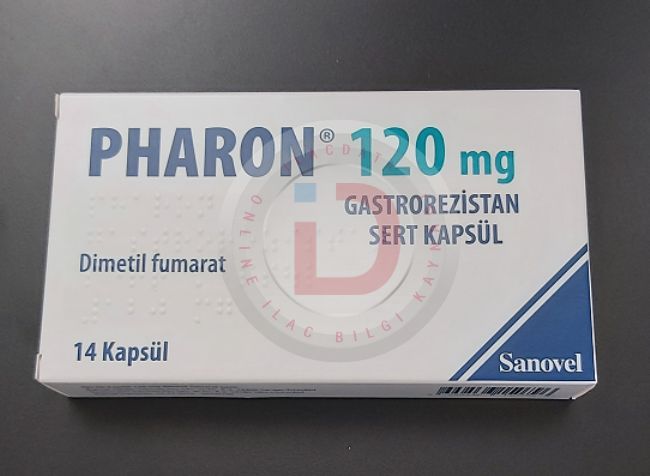 PHARON® 120 mg
GASTROREZİSTAN
SERT KAPSÜL
Dimetil fumarat
14 Kapsül
Sanovel